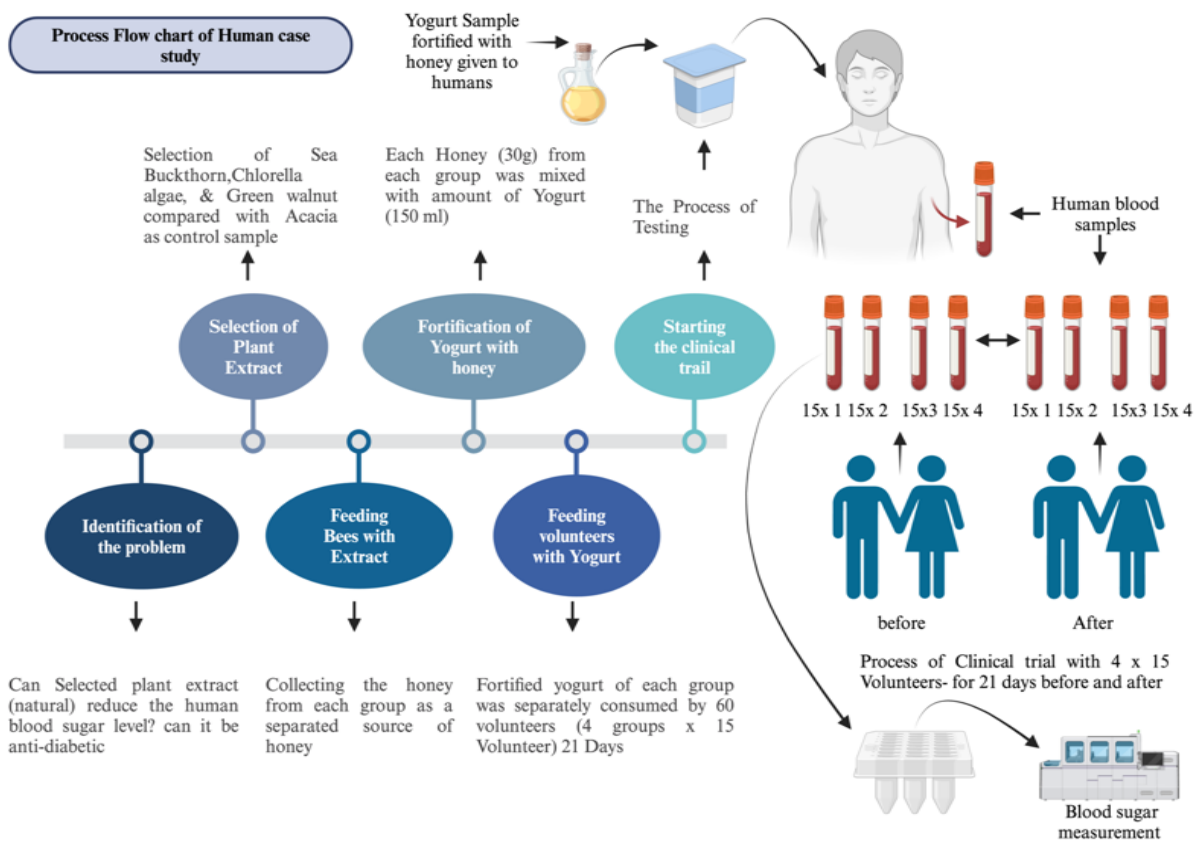 Process Flow chart of Human case
study
Yogurt Sample
fortified with
honey given to
humans
Selection of Sea
Buckthorn,Chlorella
algae, & Green walnut
compared with Acacia
as control sample
Each Honey (30g) from
each group was mixed
with amount of Yogurt
(150 ml)
The Process of
Testing
Human blood
samples
Selection of
Plant
Extract
Fortification of
Yogurt with
honey
Starting
the clinical
trail
15x 1 15x 2 15x3 15x 4
15x 1 15x 2 15x3 15x 4
Identification of
the problem
Feeding
Bees with
Extract
Feeding
volunteers
with Yogurt
before
After
Can Selected plant extract
(natural) reduce the human
blood sugar level? can it be
anti-diabetic
Collecting the honey
from each group as a
separated source of
honey
Fortified yogurt of each group
was separately consumed by 60
volunteers (4 groups x 15
Volunteer) 21 Days
Process of Clinical trial with 4 x 15
Volunteers- for 21 days before and after
Blood sugar
measurement